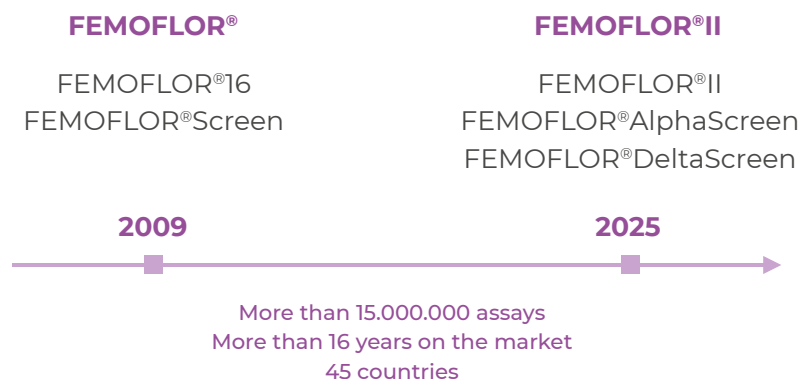 FEMOFLOR®
FEMOFLOR®16
FEMOFLOR®Screen
FEMOFLOR®II
FEMOFLOR®II
FEMOFLOR®AlphaScreen
FEMOFLOR®DeltaScreen
2009
2025
More than 15.000.000 assays
More than 16 years on the market
45 countries